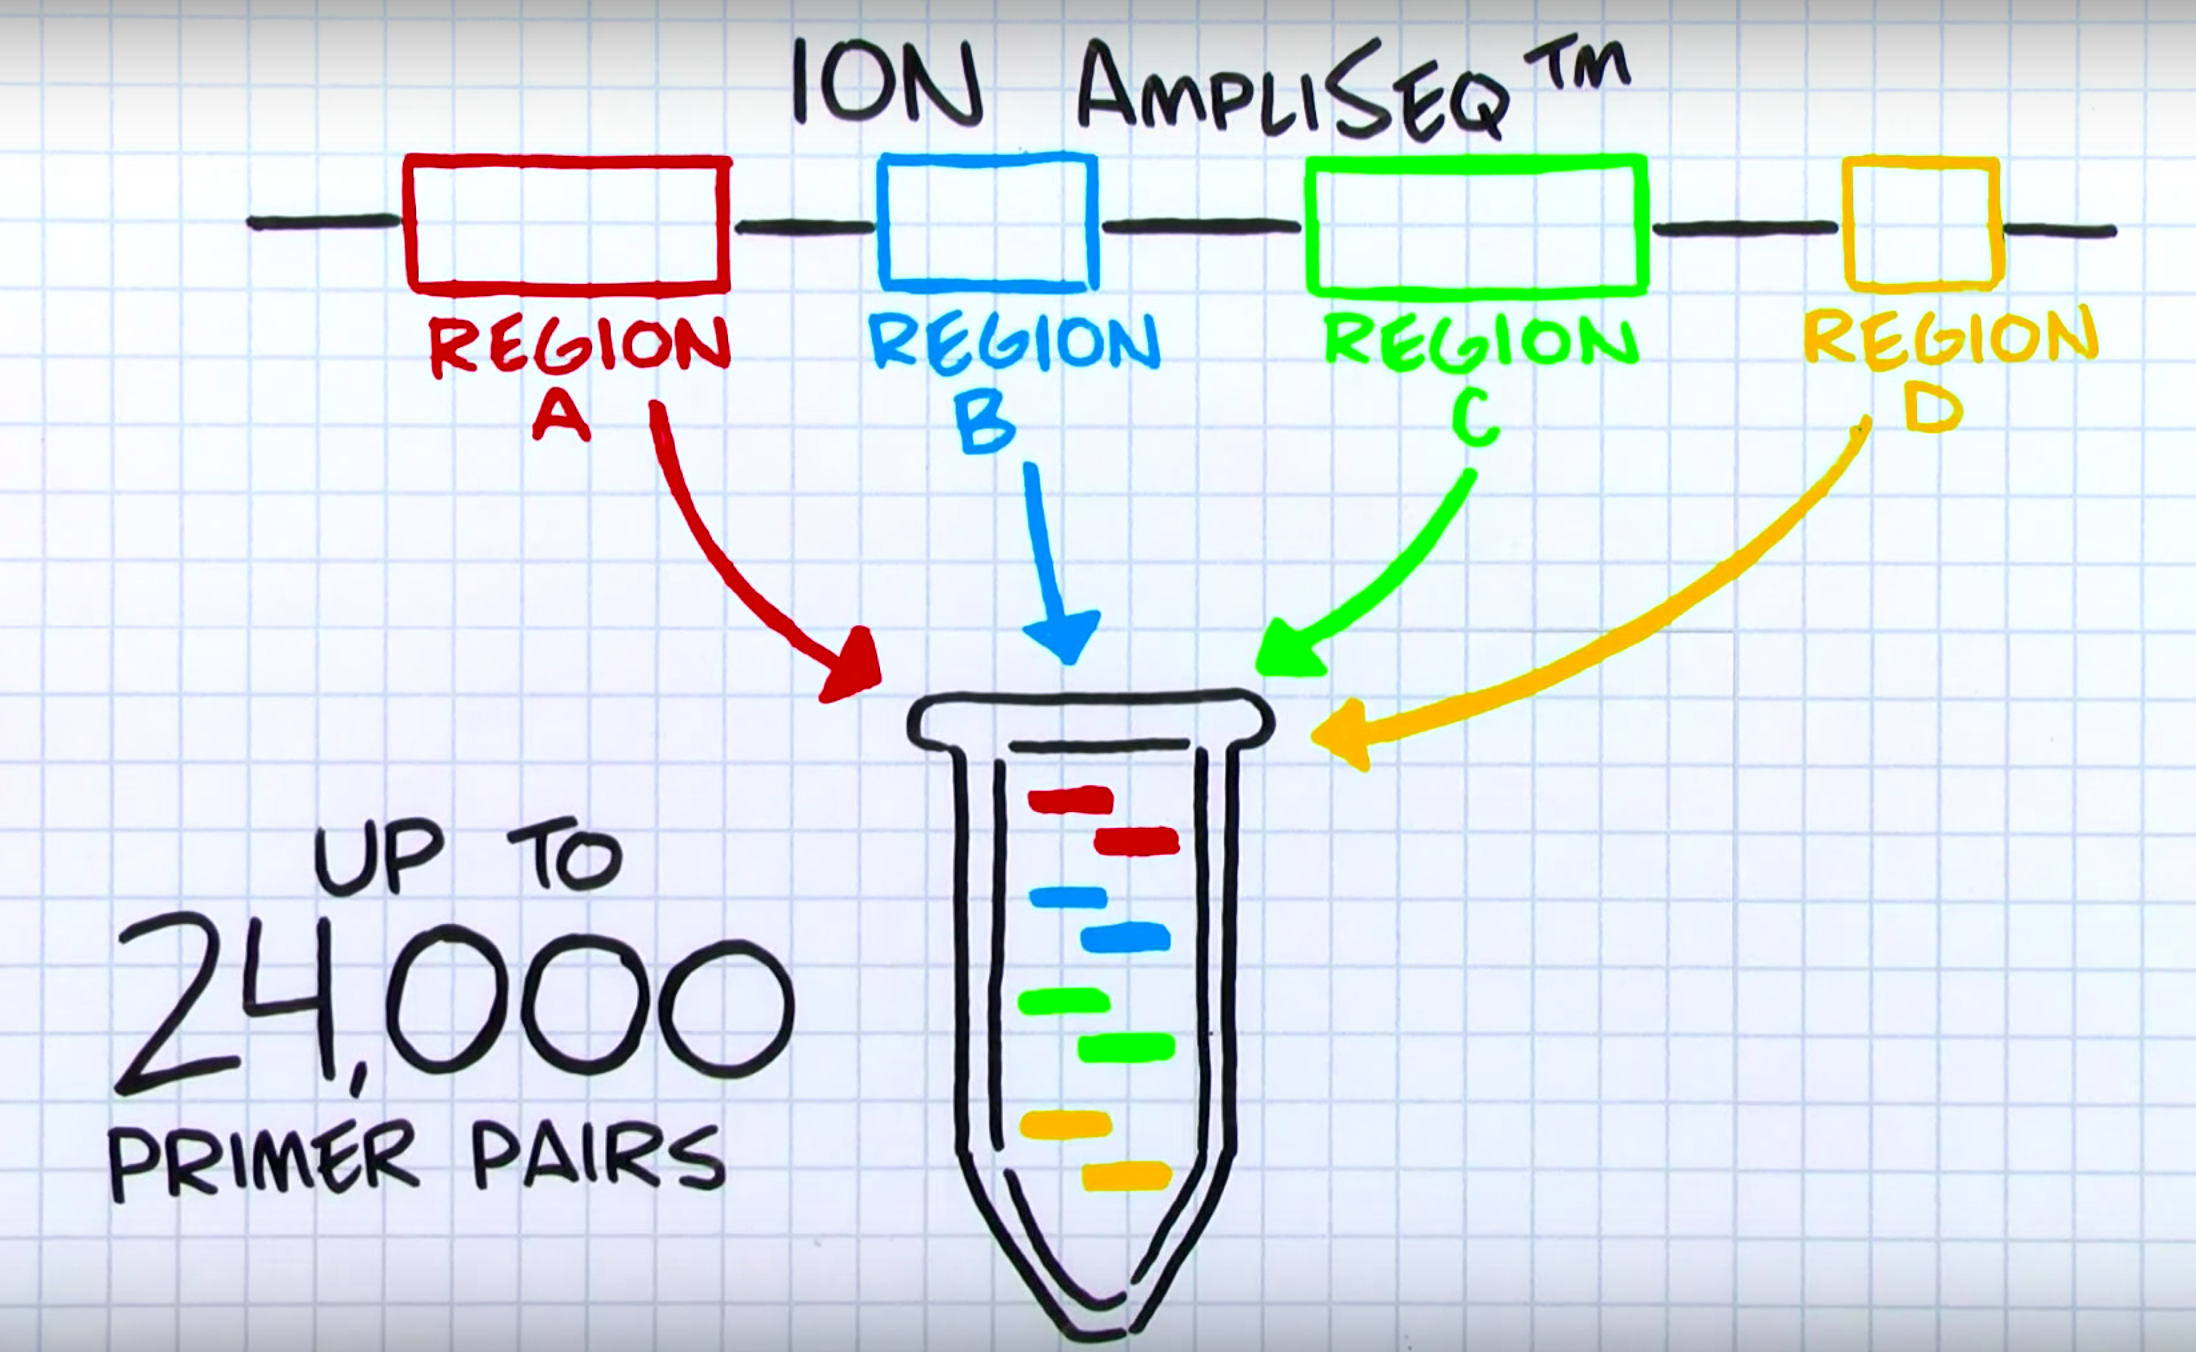 ION AMPLISEQ™
REGION
A
REGION
B
REGION
C
REGION
D
UP TO
24,000
PRIMER PAIRS